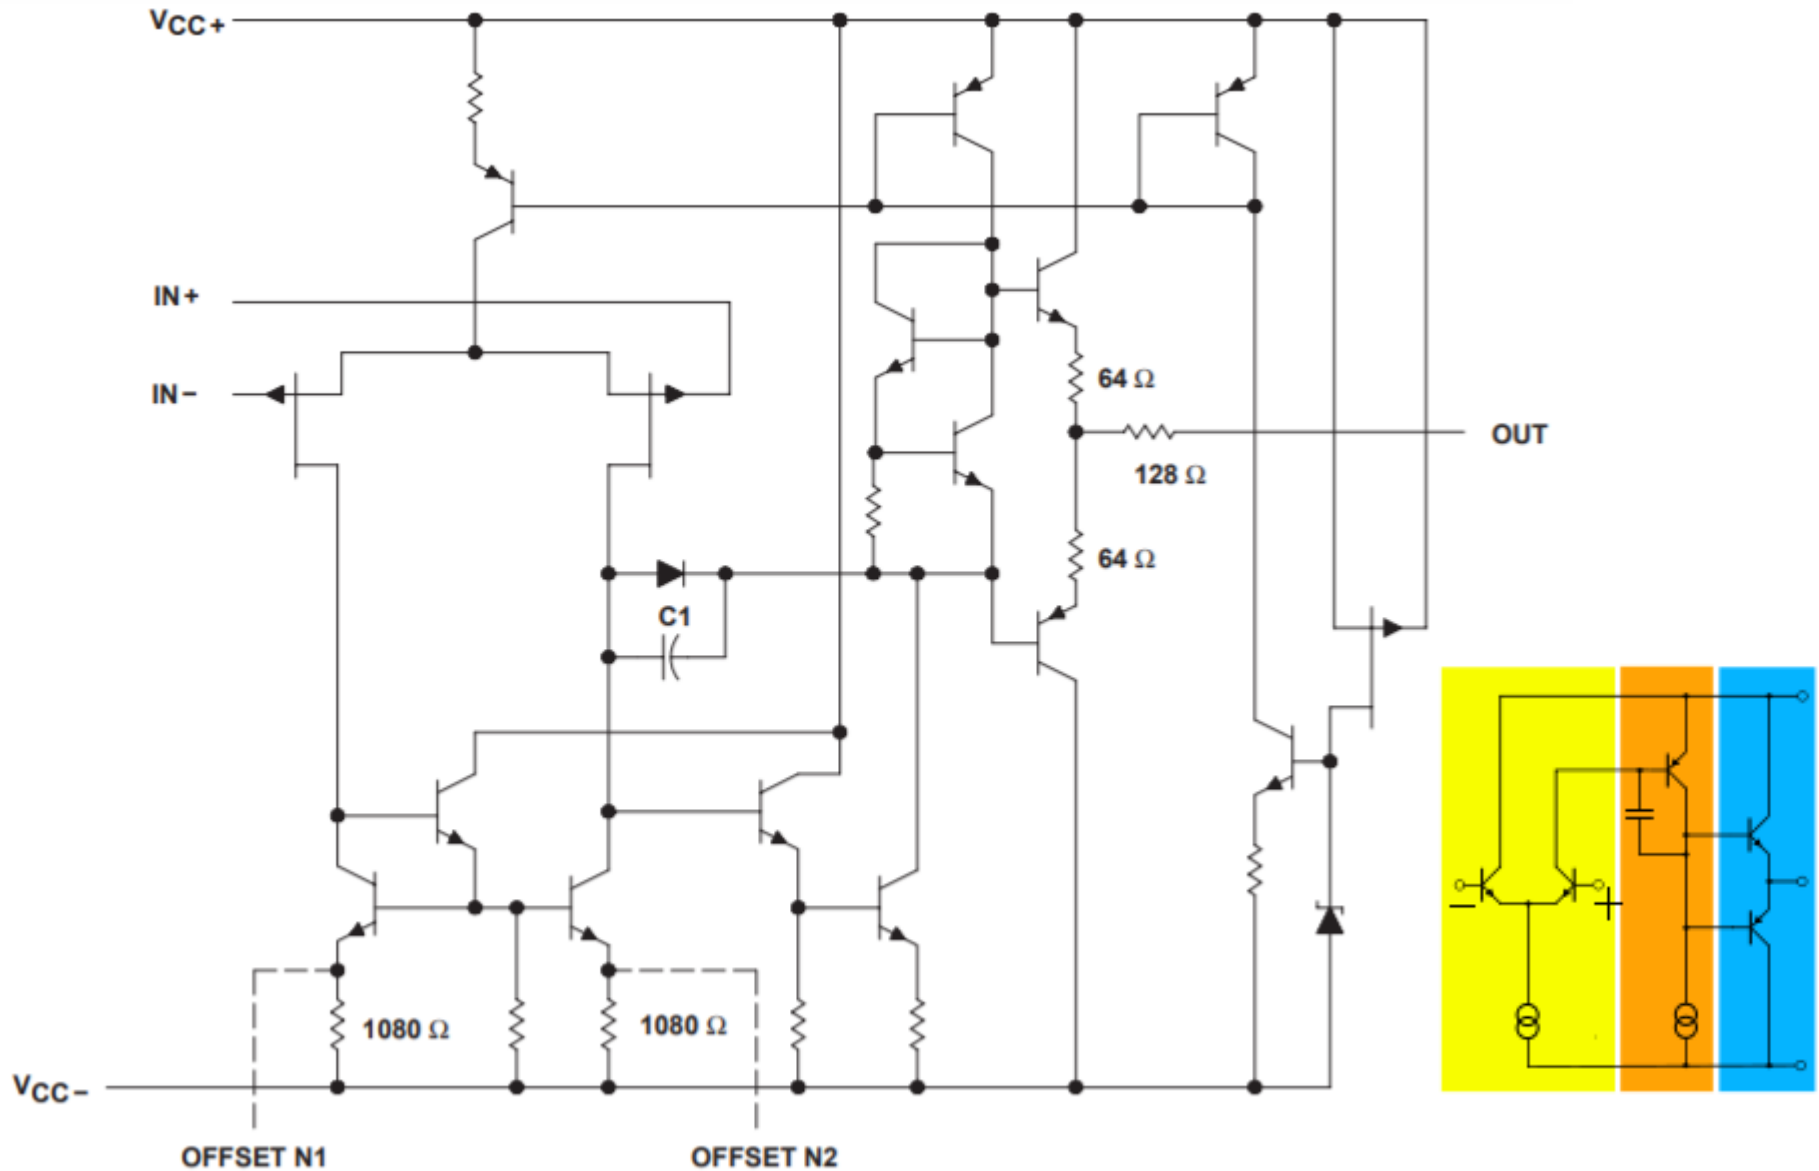 VCC+
IN+
IN−
64 Ω
OUT
128 Ω
64 Ω
C1
1080 Ω
1080 Ω
VCC−
OFFSET N1
OFFSET N2
− +